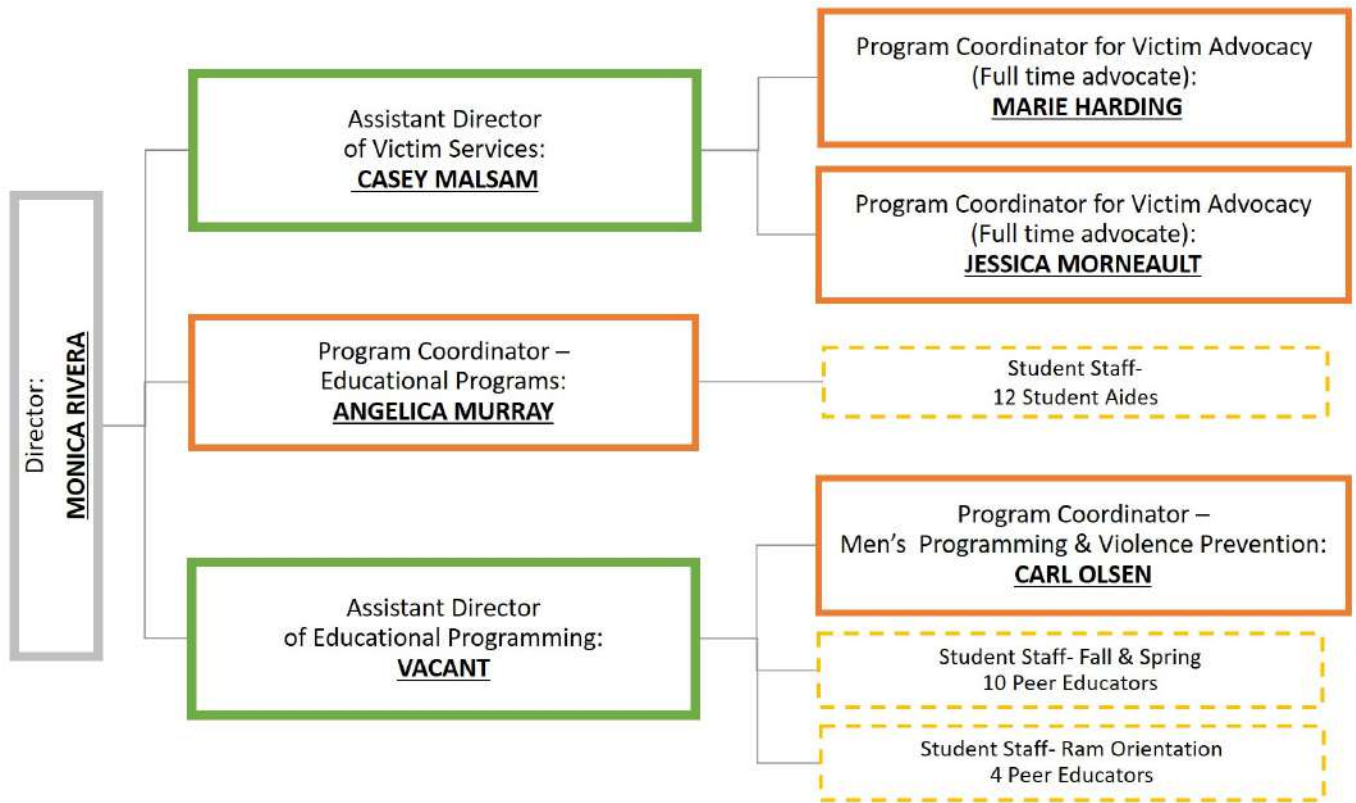 Director:
MONICA RIVERA
Assistant Director
of Victim Services:
CASEY MALSAM
Program Coordinator for Victim Advocacy
(Full time advocate):
MARIE HARDING
Program Coordinator for Victim Advocacy
(Full time advocate):
JESSICA MORNEAULT
Program Coordinator –
Educational Programs:
ANGELICA MURRAY
Student Staff-
12 Student Aides
Assistant Director
of Educational Programming:
VACANT
Program Coordinator –
Men’s Programming & Violence Prevention:
CARL OLSEN
Student Staff- Fall & Spring
10 Peer Educators
Student Staff- Ram Orientation
4 Peer Educators